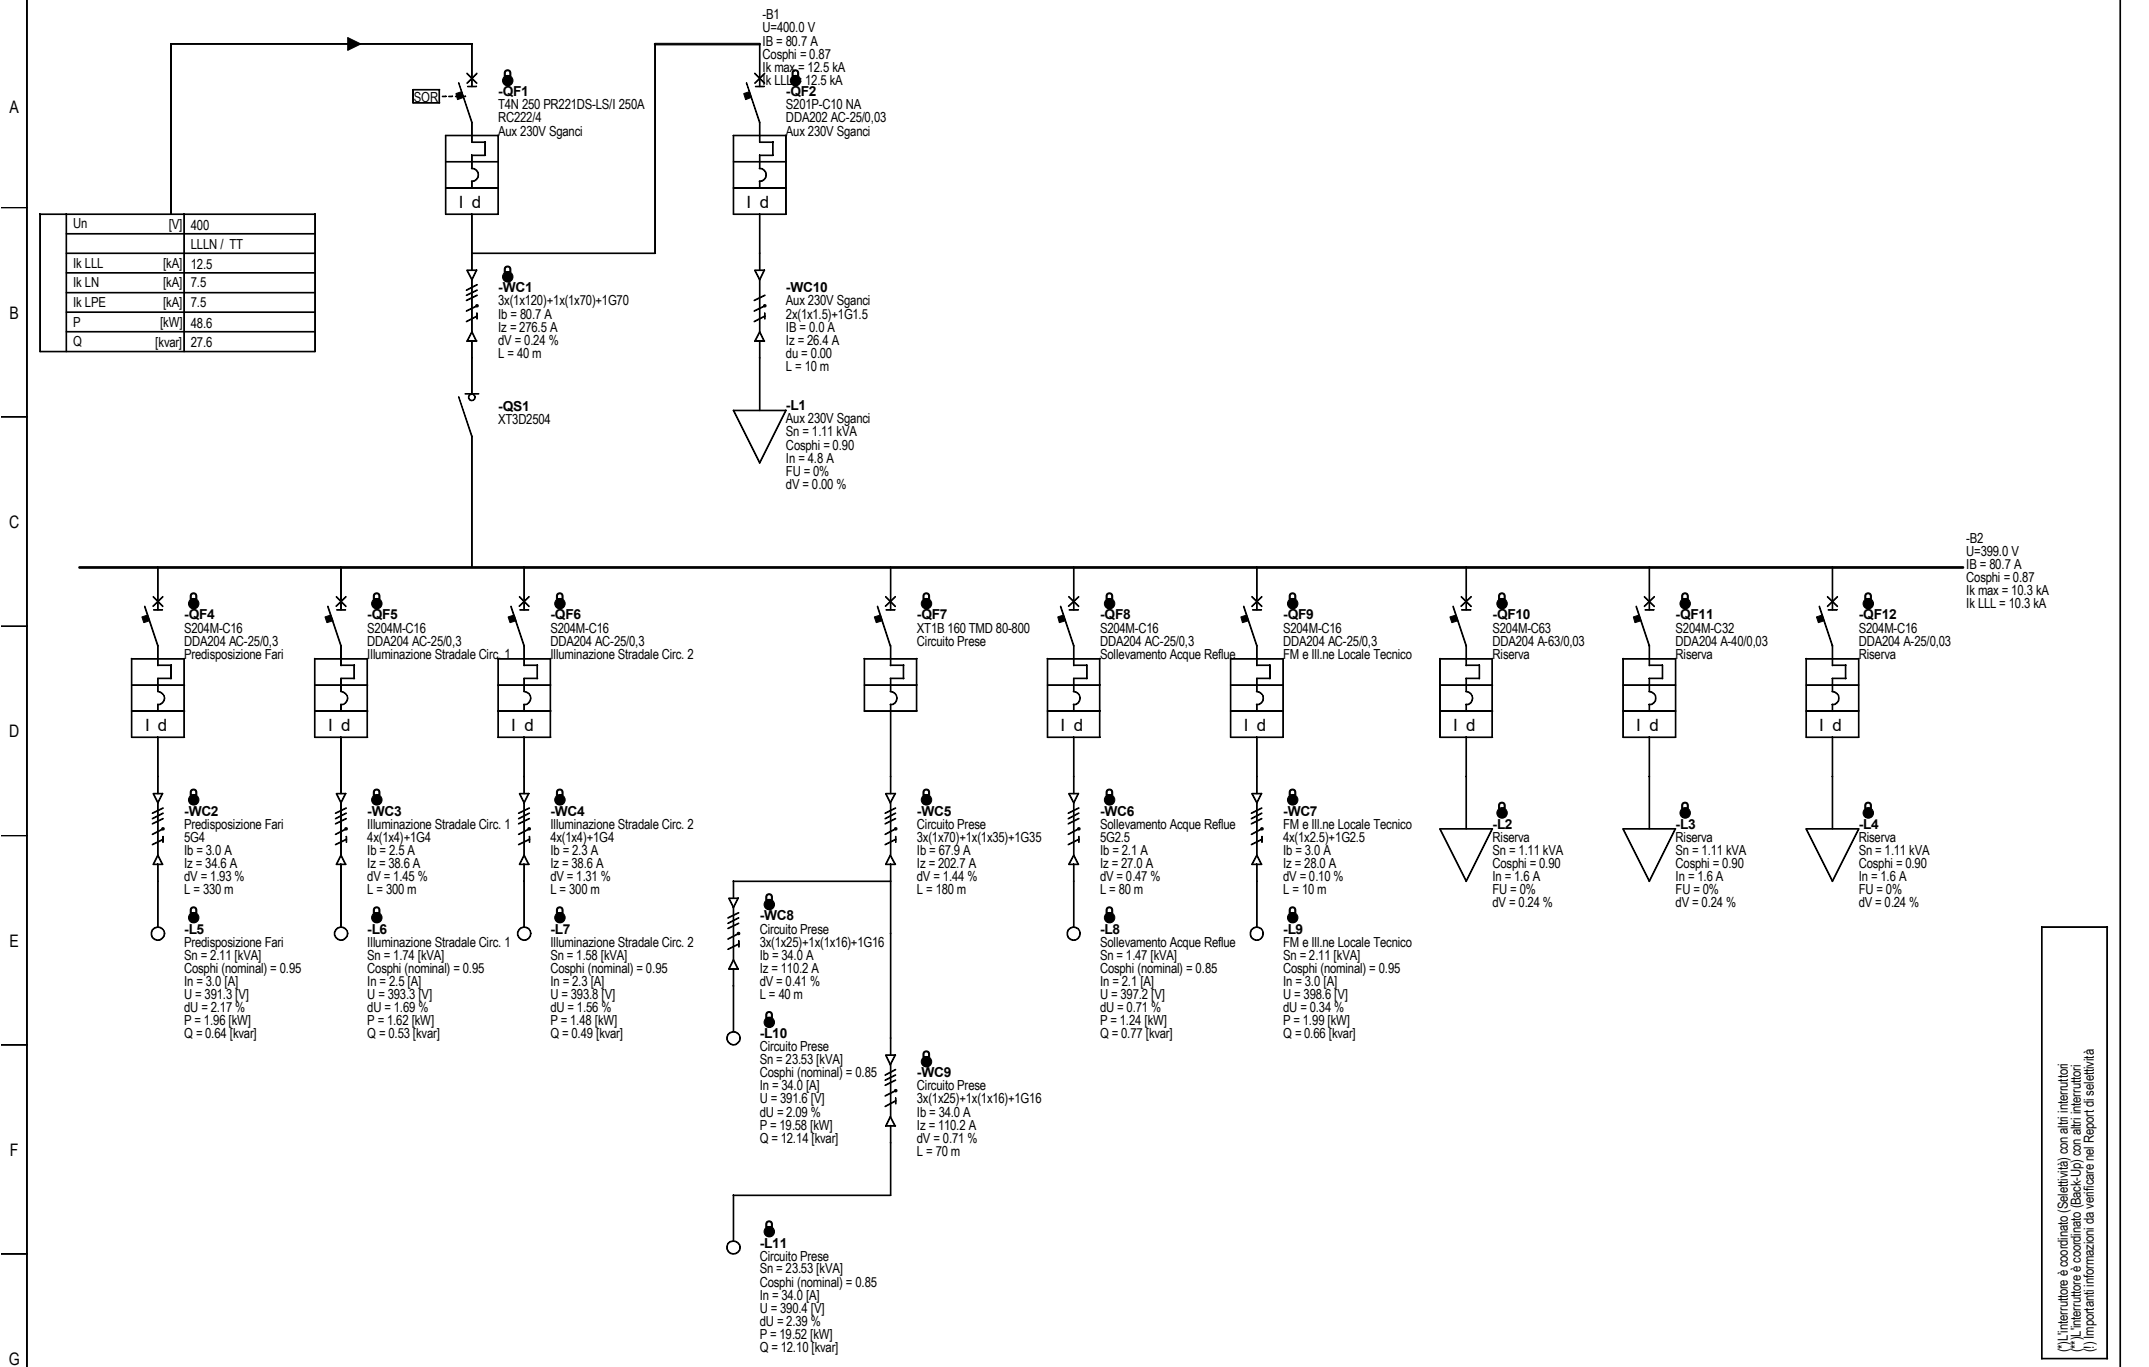 -B1
U=400.0 V
IB = 80.7 A
Cosphi = 0.87
Ik max = 12.5 kA
Ik LLL = 12.5 kA
A
SOR
-QF1
T4N 250 PR221DS-LS/I 250A
RC222/4
Aux 230V Sganci
I d
-QF2
S201P-C10 NA
DDA202 AC-25/0,03
Aux 230V Sganci
I d
Un [V] 400
LLLN / TT
Ik LLL [kA] 12.5
Ik LN [kA] 7.5
Ik LPE [kA] 7.5
P [kW] 48.6
Q [kvar] 27.6
B
-WC1
3x(1x120)+1x(1x70)+1G70
Ib = 80.7 A
Iz = 276.5 A
dV = 0.24 %
L = 40 m
-WC10
Aux 230V Sganci
2x(1x1.5)+1G1.5
IB = 0.0 A
Iz = 26.4 A
du = 0.00
L = 10 m
-QS1
XT3D2504
-L1
Aux 230V Sganci
Sn = 1.11 kVA
Cosphi = 0.90
In = 4.8 A
FU = 0%
dV = 0.00 %
C
-B2
U=399.0 V
IB = 80.7 A
Cosphi = 0.87
Ik max = 10.3 kA
Ik LLL = 10.3 kA
-QF4
S204M-C16
DDA204 AC-25/0,3
Predisposizione Fari
I d
-QF5
S204M-C16
DDA204 AC-25/0,3
Illuminazione Stradale Circ. 1
I d
-QF6
S204M-C16
DDA204 AC-25/0,3
Illuminazione Stradale Circ. 2
I d
-QF7
XT1B 160 TMD 80-800
Circuito Prese
-QF8
S204M-C16
DDA204 AC-25/0,3
Sollevamento Acque Reflue
I d
-QF9
S204M-C16
DDA204 AC-25/0,3
FM e Ill.ne Locale Tecnico
I d
-QF10
S204M-C63
DDA204 A-63/0,03
Riserva
I d
-QF11
S204M-C32
DDA204 A-40/0,03
Riserva
I d
-QF12
S204M-C16
DDA204 A-25/0,03
Riserva
I d
D
-WC2
Predisposizione Fari
5G4
Ib = 3.0 A
Iz = 34.6 A
dV = 1.93 %
L = 330 m
-WC3
Illuminazione Stradale Circ. 1
4x(1x4)+1G4
Ib = 2.5 A
Iz = 38.6 A
dV = 1.45 %
L = 300 m
-WC4
Illuminazione Stradale Circ. 2
4x(1x4)+1G4
Ib = 2.3 A
Iz = 38.6 A
dV = 1.31 %
L = 300 m
-WC5
Circuito Prese
3x(1x70)+1x(1x35)+1G35
Ib = 67.9 A
Iz = 202.7 A
dV = 1.44 %
L = 180 m
-WC6
Sollevamento Acque Reflue
5G2.5
Ib = 2.1 A
Iz = 27.0 A
dV = 0.47 %
L = 80 m
-WC7
FM e Ill.ne Locale Tecnico
4x(1x2.5)+1G2.5
Ib = 3.0 A
Iz = 28.0 A
dV = 0.10 %
L = 10 m
-L2
Riserva
Sn = 1.11 kVA
Cosphi = 0.90
In = 1.6 A
FU = 0%
dV = 0.24 %
-L3
Riserva
Sn = 1.11 kVA
Cosphi = 0.90
In = 1.6 A
FU = 0%
dV = 0.24 %
-L4
Riserva
Sn = 1.11 kVA
Cosphi = 0.90
In = 1.6 A
FU = 0%
dV = 0.24 %
E
-L5
Predisposizione Fari
Sn = 2.11 [kVA]
Cosphi (nominal) = 0.95
In = 3.0 [A]
U = 391.3 [V]
dU = 2.17 %
P = 1.96 [kW]
Q = 0.64 [kvar]
-L6
Illuminazione Stradale Circ. 1
Sn = 1.74 [kVA]
Cosphi (nominal) = 0.95
In = 2.5 [A]
U = 393.3 [V]
dU = 1.69 %
P = 1.62 [kW]
Q = 0.53 [kvar]
-L7
Illuminazione Stradale Circ. 2
Sn = 1.58 [kVA]
Cosphi (nominal) = 0.95
In = 2.3 [A]
U = 393.8 [V]
dU = 1.56 %
P = 1.48 [kW]
Q = 0.49 [kvar]
-WC8
Circuito Prese
3x(1x25)+1x(1x16)+1G16
Ib = 34.0 A
Iz = 110.2 A
dV = 0.41 %
L = 40 m
-L8
Sollevamento Acque Reflue
Sn = 1.47 [kVA]
Cosphi (nominal) = 0.85
In = 2.1 [A]
U = 397.2 [V]
dU = 0.71 %
P = 1.24 [kW]
Q = 0.77 [kvar]
-L9
FM e Ill.ne Locale Tecnico
Sn = 2.11 [kVA]
Cosphi (nominal) = 0.95
In = 3.0 [A]
U = 398.6 [V]
dU = 0.34 %
P = 1.99 [kW]
Q = 0.66 [kvar]
-L10
Circuito Prese
Sn = 23.53 [kVA]
Cosphi (nominal) = 0.85
In = 34.0 [A]
U = 391.6 [V]
dU = 2.09 %
P = 19.58 [kW]
Q = 12.14 [kvar]
-WC9
Circuito Prese
3x(1x25)+1x(1x16)+1G16
Ib = 34.0 A
Iz = 110.2 A
dV = 0.71 %
L = 70 m
F
-L11
Circuito Prese
Sn = 23.53 [kVA]
Cosphi (nominal) = 0.85
In = 34.0 [A]
U = 390.4 [V]
dU = 2.39 %
P = 19.52 [kW]
Q = 12.10 [kvar]
G
(*)L'interruttore è coordinato (Selettività) con altri interruttori
(**)L'interruttore è coordinato (Back-Up) con altri interruttori
(!) Importanti informazioni da verificare nel Report di selettività